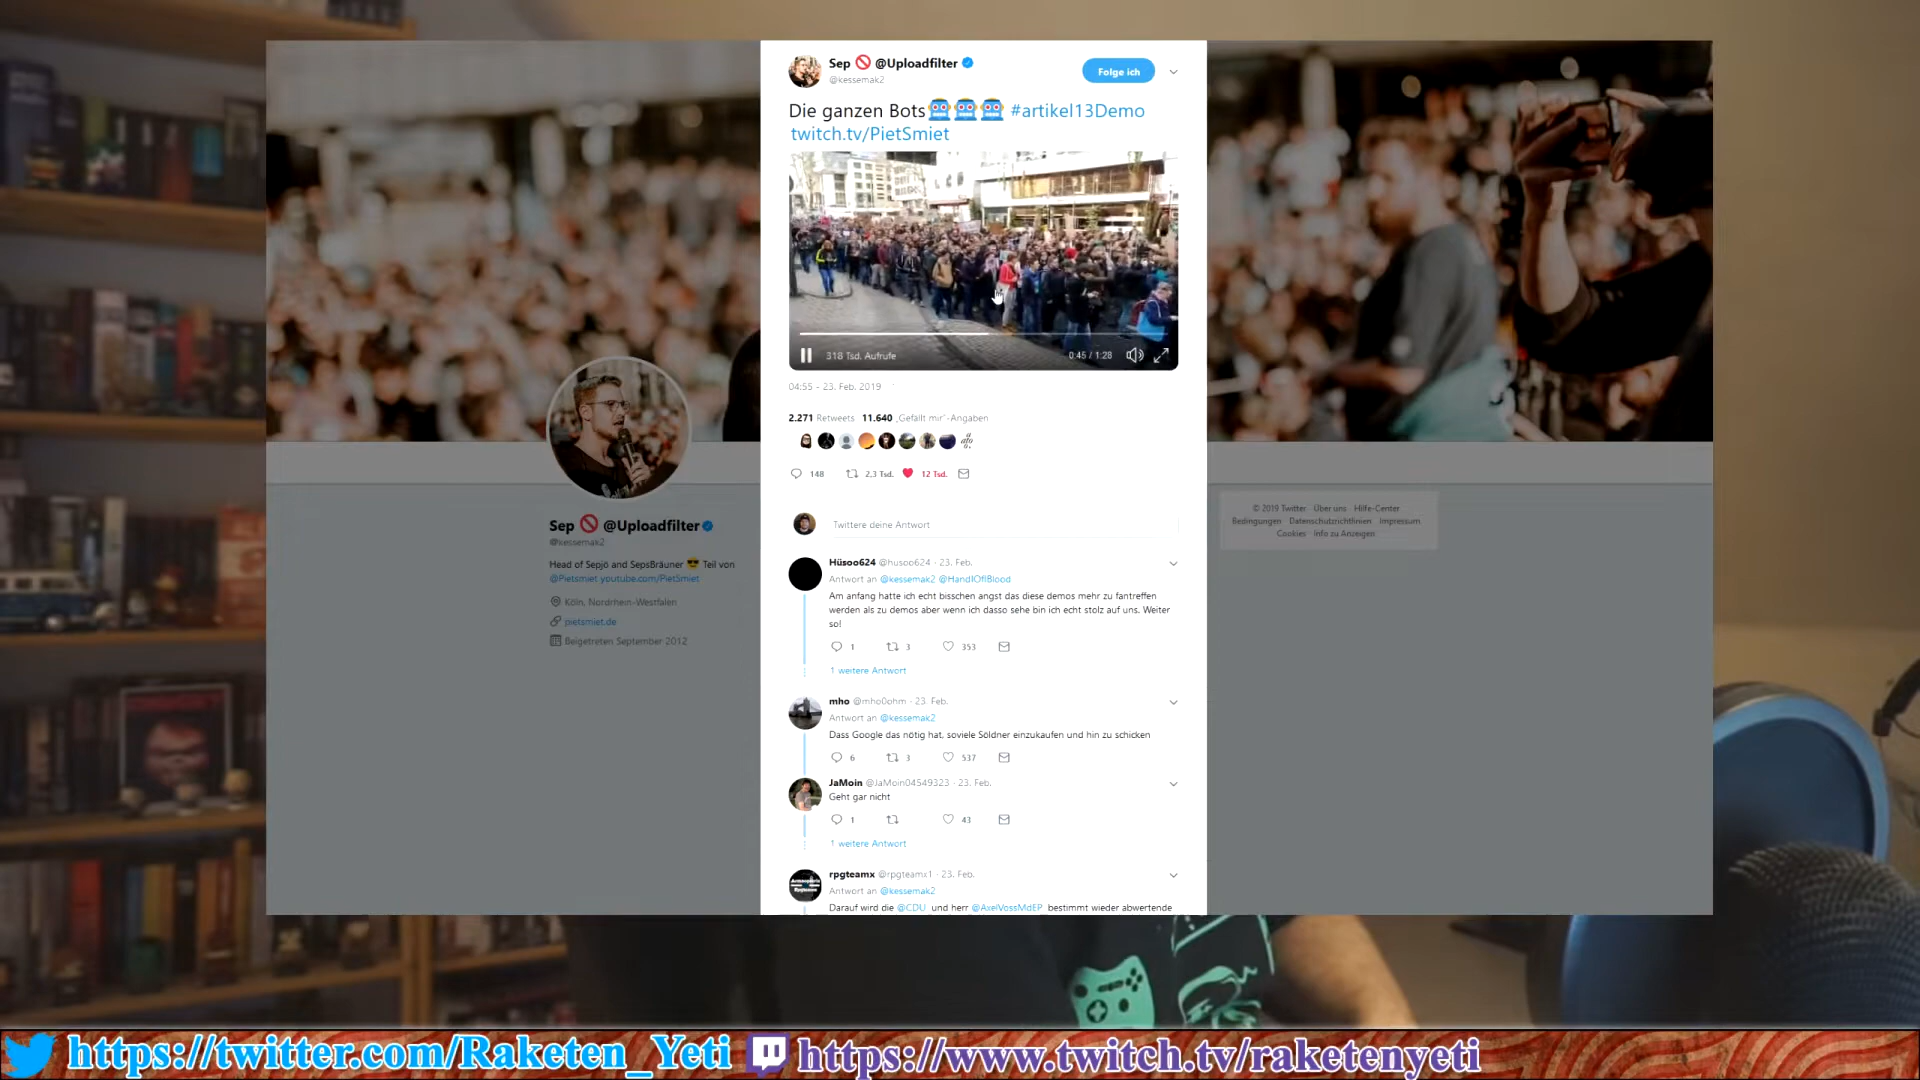 Sep 🚫 @Uploadfilter
@kessemak2
Folge ich
Die ganzen Bots🤖🤖🤖 #artikel13Demo
twitch.tv/PietSmiet
318 Tsd. Aufrufe
0:45 / 1:28
04:55 - 23. Feb. 2019
2.271 Retweets 11.640 „Gefällt mir“-Angaben
148 2,3 Tsd. 12 Tsd.
Twittere deine Antwort
Hüsoo624 @husoo624 · 23. Feb.
Antwort an @kessemak2 @HandIOfIBlood
Am anfang hatte ich echt bisschen angst das diese demos mehr zu fantreffen
werden als zu demos aber wenn ich dasso sehe bin ich echt stolz auf uns. Weiter
so!
1 3 353
1 weitere Antwort
mho @mho0ohm · 23. Feb.
Antwort an @kessemak2
Dass Google das nötig hat, soviele Söldner einzukaufen und hin zu schicken
6 3 537
JaMoin @JaMoin04549323 · 23. Feb.
Geht gar nicht
1 43
1 weitere Antwort
rpgteamx @rpgteamx1 · 23. Feb.
Antwort an @kessemak2
Darauf wird die @CDU und herr @AxelVossMdEP bestimmt wieder abwertende
Sep 🚫 @Uploadfilter
@kessemak2
Head of Sepjö and SepsBräuner 😎 Teil von
@Pietsmiet youtube.com/PietSmiet
Köln, Nordrhein-Westfalen
pietsmiet.de
Beigetreten September 2012
© 2019 Twitter Über uns Hilfe-Center
Bedingungen Datenschutzrichtlinien Impressum
Cookies Info zu Anzeigen
https://twitter.com/Raketen_Yeti https://www.twitch.tv/raketenyeti